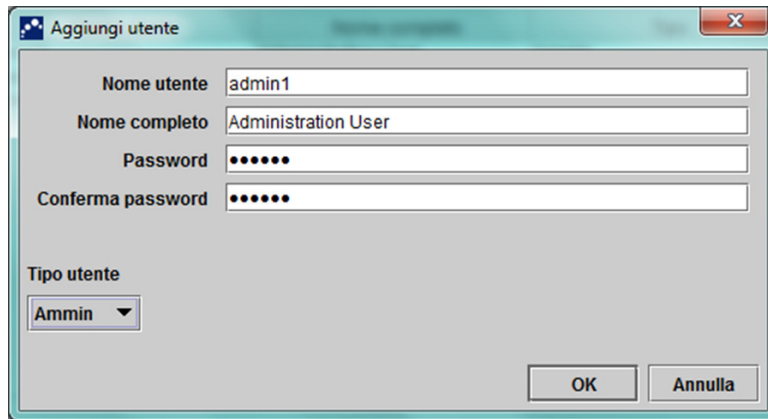 Aggiungi utente
Nome utente admin1
Nome completo Administration User
Password ••••••
Conferma password ••••••
Tipo utente
Ammin
OK Annulla